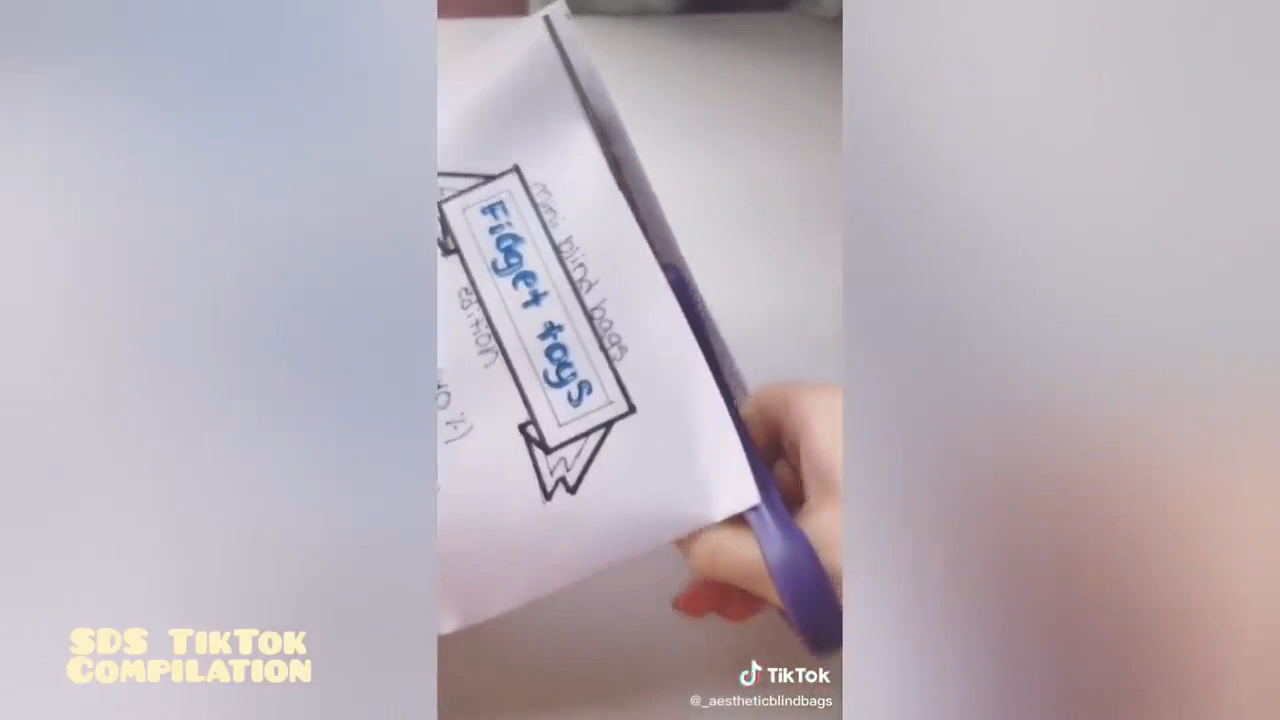 mini blind bags
Fidget toys
edition
SDS TikTok
Compilation
TikTok
@_aestheticblindbags